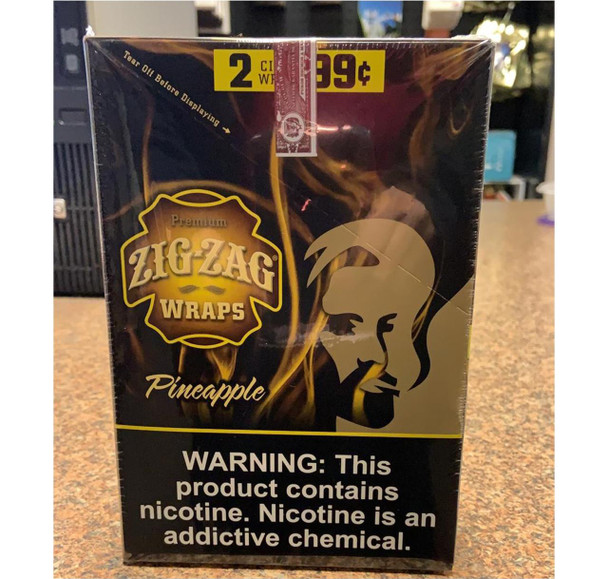 Tear Off Before Displaying
2
99¢
Premium
ZIG-ZAG®
WRAPS
Pineapple
WARNING: This
product contains
nicotine. Nicotine is an
addictive chemical.